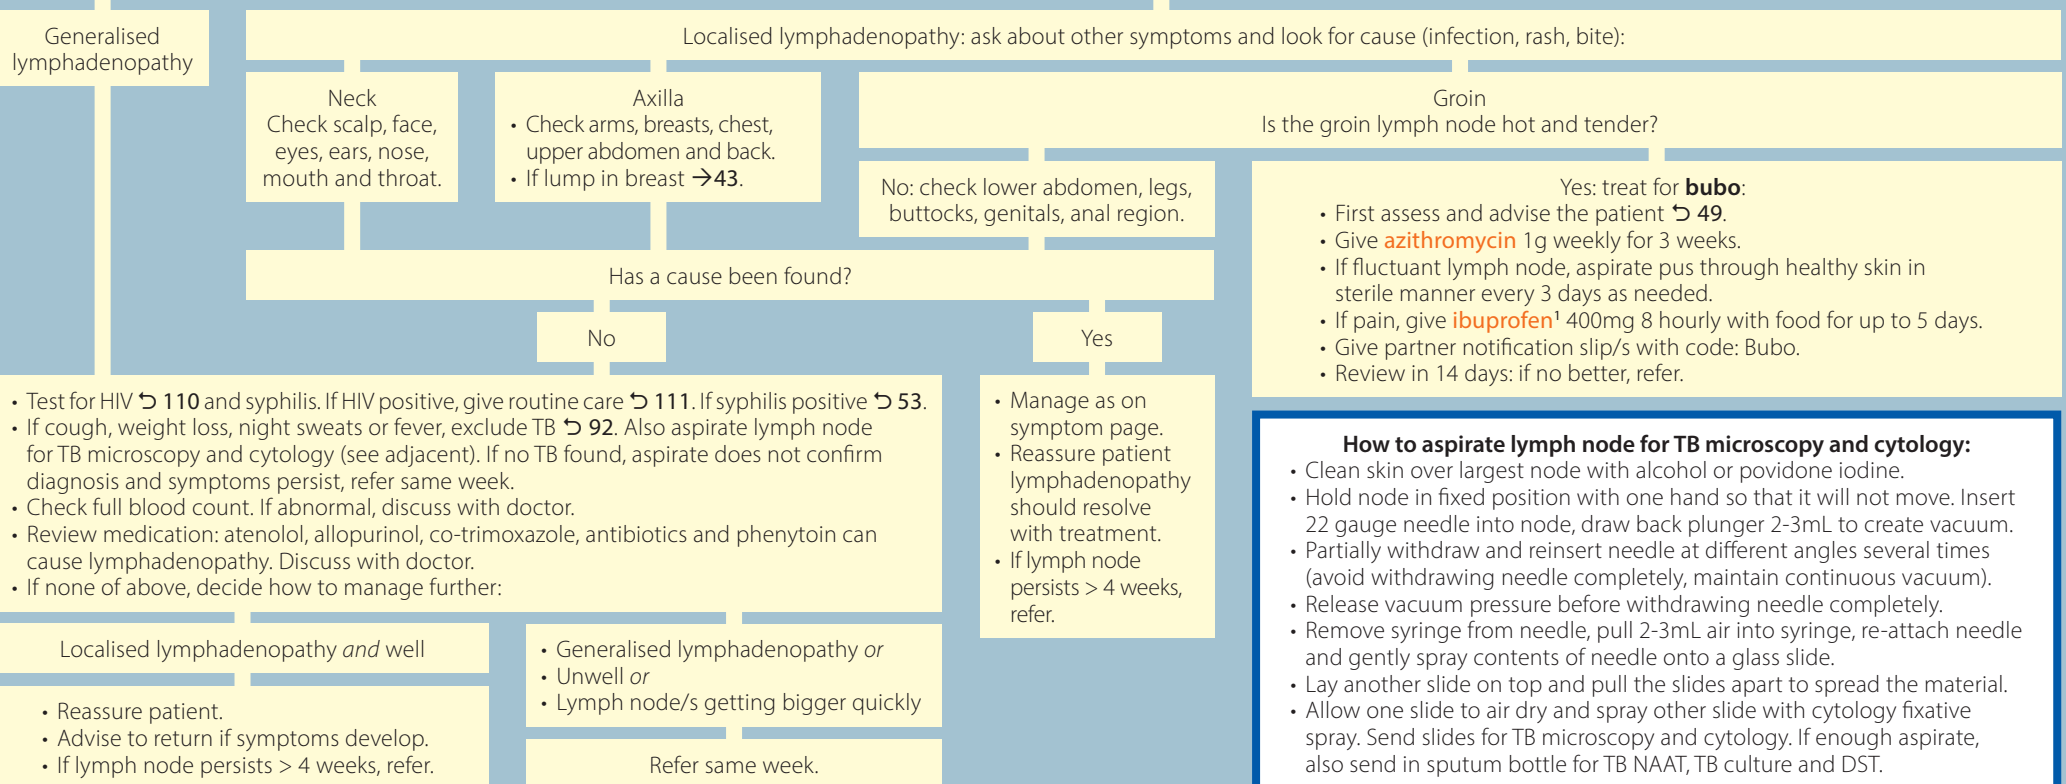 Generalised
lymphadenopathy
Localised lymphadenopathy: ask about other symptoms and look for cause (infection, rash, bite):
Neck
Check scalp, face,
eyes, ears, nose,
mouth and throat.
Axilla
• Check arms, breasts, chest,
upper abdomen and back.
• If lump in breast →43.
Groin
Is the groin lymph node hot and tender?
No: check lower abdomen, legs,
buttocks, genitals, anal region.
Yes: treat for bubo:
• First assess and advise the patient ⮌ 49.
• Give azithromycin 1g weekly for 3 weeks.
• If fluctuant lymph node, aspirate pus through healthy skin in
sterile manner every 3 days as needed.
• If pain, give ibuprofen¹ 400mg 8 hourly with food for up to 5 days.
• Give partner notification slip/s with code: Bubo.
• Review in 14 days: if no better, refer.
Has a cause been found?
No
Yes
• Test for HIV ⮌ 110 and syphilis. If HIV positive, give routine care ⮌ 111. If syphilis positive ⮌ 53.
• If cough, weight loss, night sweats or fever, exclude TB ⮌ 92. Also aspirate lymph node
for TB microscopy and cytology (see adjacent). If no TB found, aspirate does not confirm
diagnosis and symptoms persist, refer same week.
• Check full blood count. If abnormal, discuss with doctor.
• Review medication: atenolol, allopurinol, co-trimoxazole, antibiotics and phenytoin can
cause lymphadenopathy. Discuss with doctor.
• If none of above, decide how to manage further:
• Manage as on
symptom page.
• Reassure patient
lymphadenopathy
should resolve
with treatment.
• If lymph node
persists > 4 weeks,
refer.
Localised lymphadenopathy and well
• Reassure patient.
• Advise to return if symptoms develop.
• If lymph node persists > 4 weeks, refer.
• Generalised lymphadenopathy or
• Unwell or
• Lymph node/s getting bigger quickly
Refer same week.
How to aspirate lymph node for TB microscopy and cytology:
• Clean skin over largest node with alcohol or povidone iodine.
• Hold node in fixed position with one hand so that it will not move. Insert
22 gauge needle into node, draw back plunger 2-3mL to create vacuum.
• Partially withdraw and reinsert needle at different angles several times
(avoid withdrawing needle completely, maintain continuous vacuum).
• Release vacuum pressure before withdrawing needle completely.
• Remove syringe from needle, pull 2-3mL air into syringe, re-attach needle
and gently spray contents of needle onto a glass slide.
• Lay another slide on top and pull the slides apart to spread the material.
• Allow one slide to air dry and spray other slide with cytology fixative
spray. Send slides for TB microscopy and cytology. If enough aspirate,
also send in sputum bottle for TB NAAT, TB culture and DST.